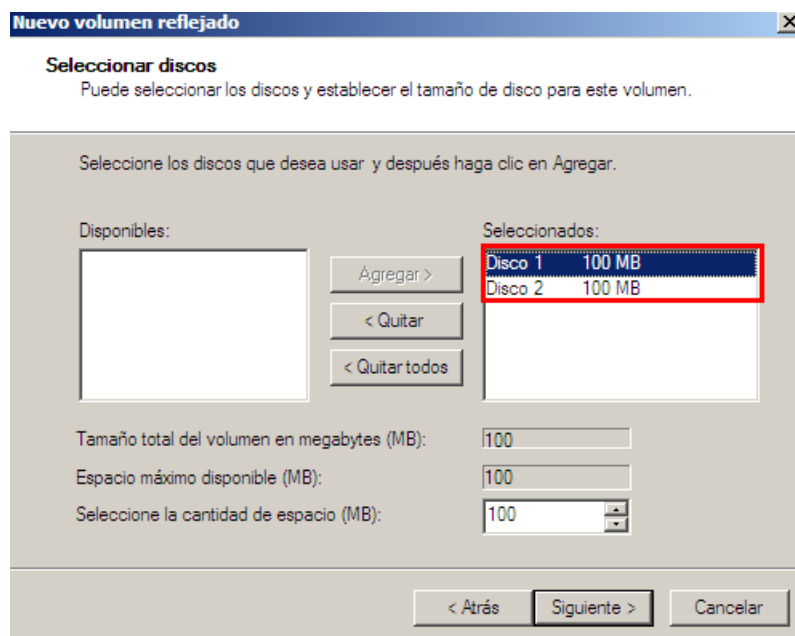 Nuevo volumen reflejado
Seleccionar discos
Puede seleccionar los discos y establecer el tamaño de disco para este volumen.
Seleccione los discos que desea usar y después haga clic en Agregar.
Disponibles:
Seleccionados:
Disco 1 100 MB
Disco 2 100 MB
Agregar >
< Quitar
< Quitar todos
Tamaño total del volumen en megabytes (MB): 100
Espacio máximo disponible (MB): 100
Seleccione la cantidad de espacio (MB): 100
< Atrás Siguiente > Cancelar